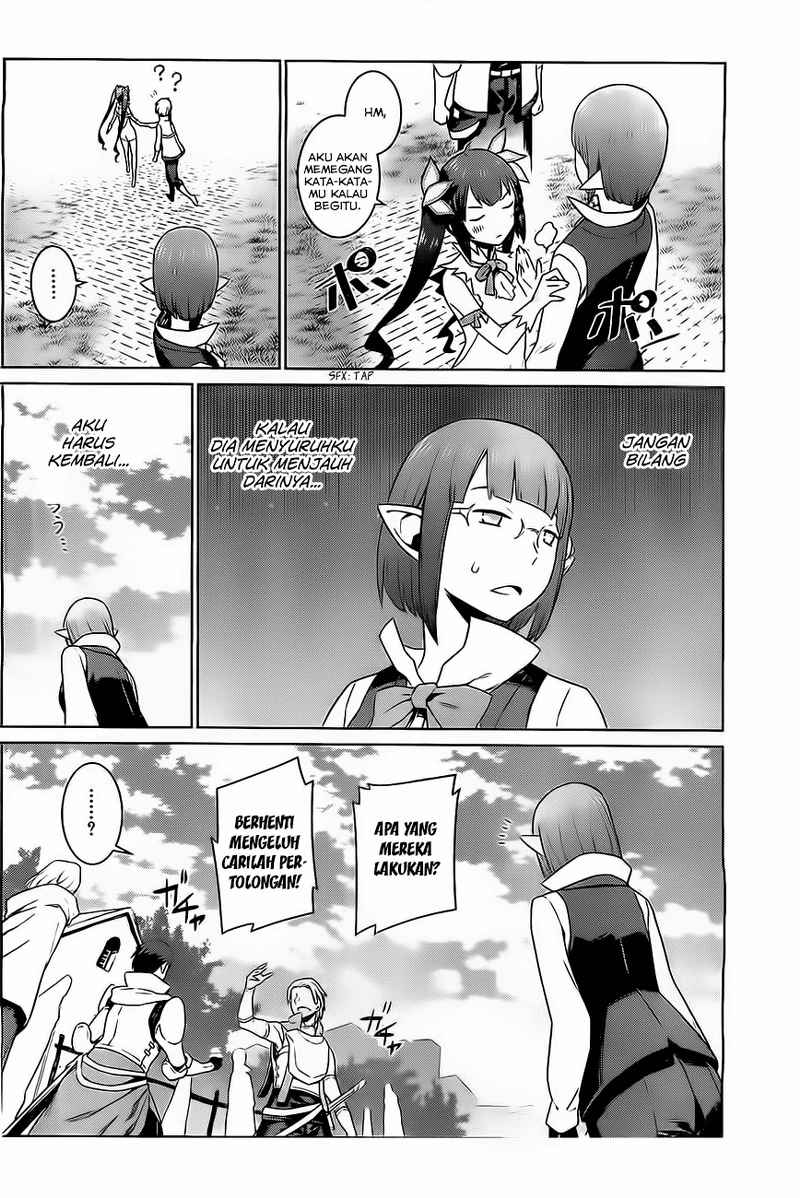 HM,
AKU AKAN
MEMEGANG
KATA-KATA-
MU KALAU
BEGITU.
ポ
ポ
SFX: TAP
? ?
......
JANGAN
BILANG
KALAU
DIA MENYURUHKU
UNTUK MENJAUH
DARINYA...
AKU
HARUS
KEMBALI...
APA YANG
MEREKA
LAKUKAN?
BERHENTI
MENGELUH
CARILAH PER-
TOLONGAN!
ガチャ
ガチャ
......?